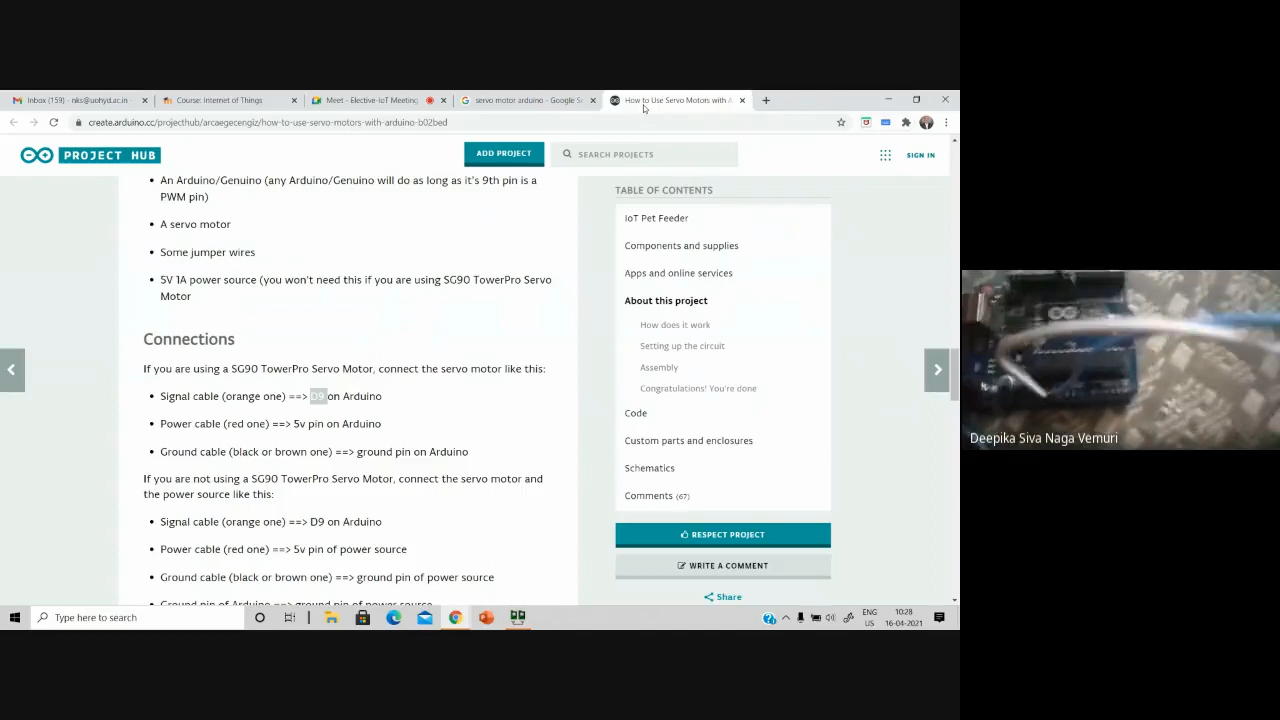 Inbox (159) - nks@uohyd.ac.in -
Course: Internet of Things
Meet - Elective-IoT Meeting
servo motor arduino - Google Se
How to Use Servo Motors with A
create.arduino.cc/projecthub/arcaegecengiz/how-to-use-servo-motors-with-arduino-b02bed
PROJECT HUB
ADD PROJECT
SEARCH PROJECTS
SIGN IN
• An Arduino/Genuino (any Arduino/Genuino will do as long as it's 9th pin is a
PWM pin)
• A servo motor
• Some jumper wires
• 5V 1A power source (you won't need this if you are using SG90 TowerPro Servo
Motor
Connections
If you are using a SG90 TowerPro Servo Motor, connect the servo motor like this:
• Signal cable (orange one) ==> D9 on Arduino
• Power cable (red one) ==> 5v pin on Arduino
• Ground cable (black or brown one) ==> ground pin on Arduino
If you are not using a SG90 TowerPro Servo Motor, connect the servo motor and
the power source like this:
• Signal cable (orange one) ==> D9 on Arduino
• Power cable (red one) ==> 5v pin of power source
• Ground cable (black or brown one) ==> ground pin of power source
• Ground pin of Arduino ==> ground pin of power source
TABLE OF CONTENTS
IoT Pet Feeder
Components and supplies
Apps and online services
About this project
How does it work
Setting up the circuit
Assembly
Congratulations! You're done
Code
Custom parts and enclosures
Schematics
Comments (67)
RESPECT PROJECT
WRITE A COMMENT
Share
Deepika Siva Naga Vemuri
Type here to search
ENG
US
10:28
16-04-2021